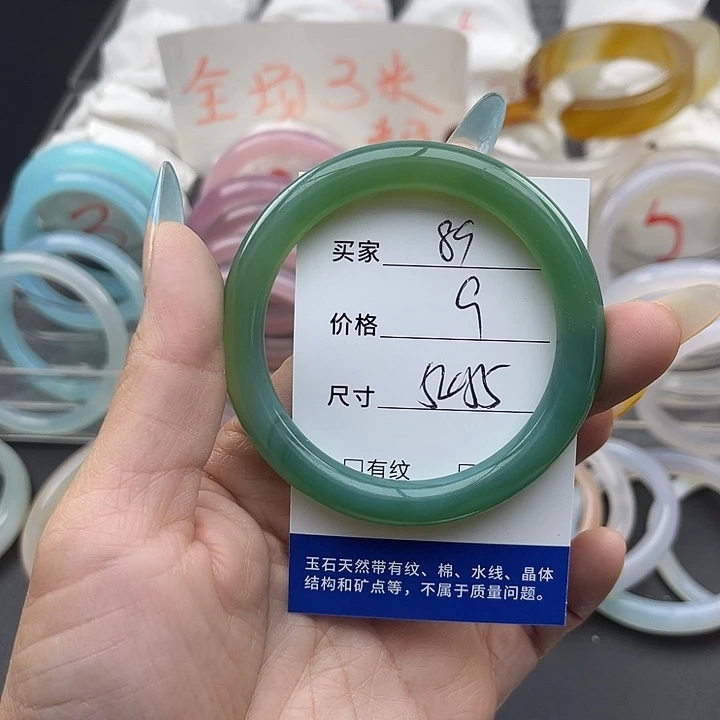 全场3米
买家 89
价格 9
尺寸
□有纹
玉石天然带有纹、棉、水线、晶体
结构和矿点等，不属于质量问题。
5